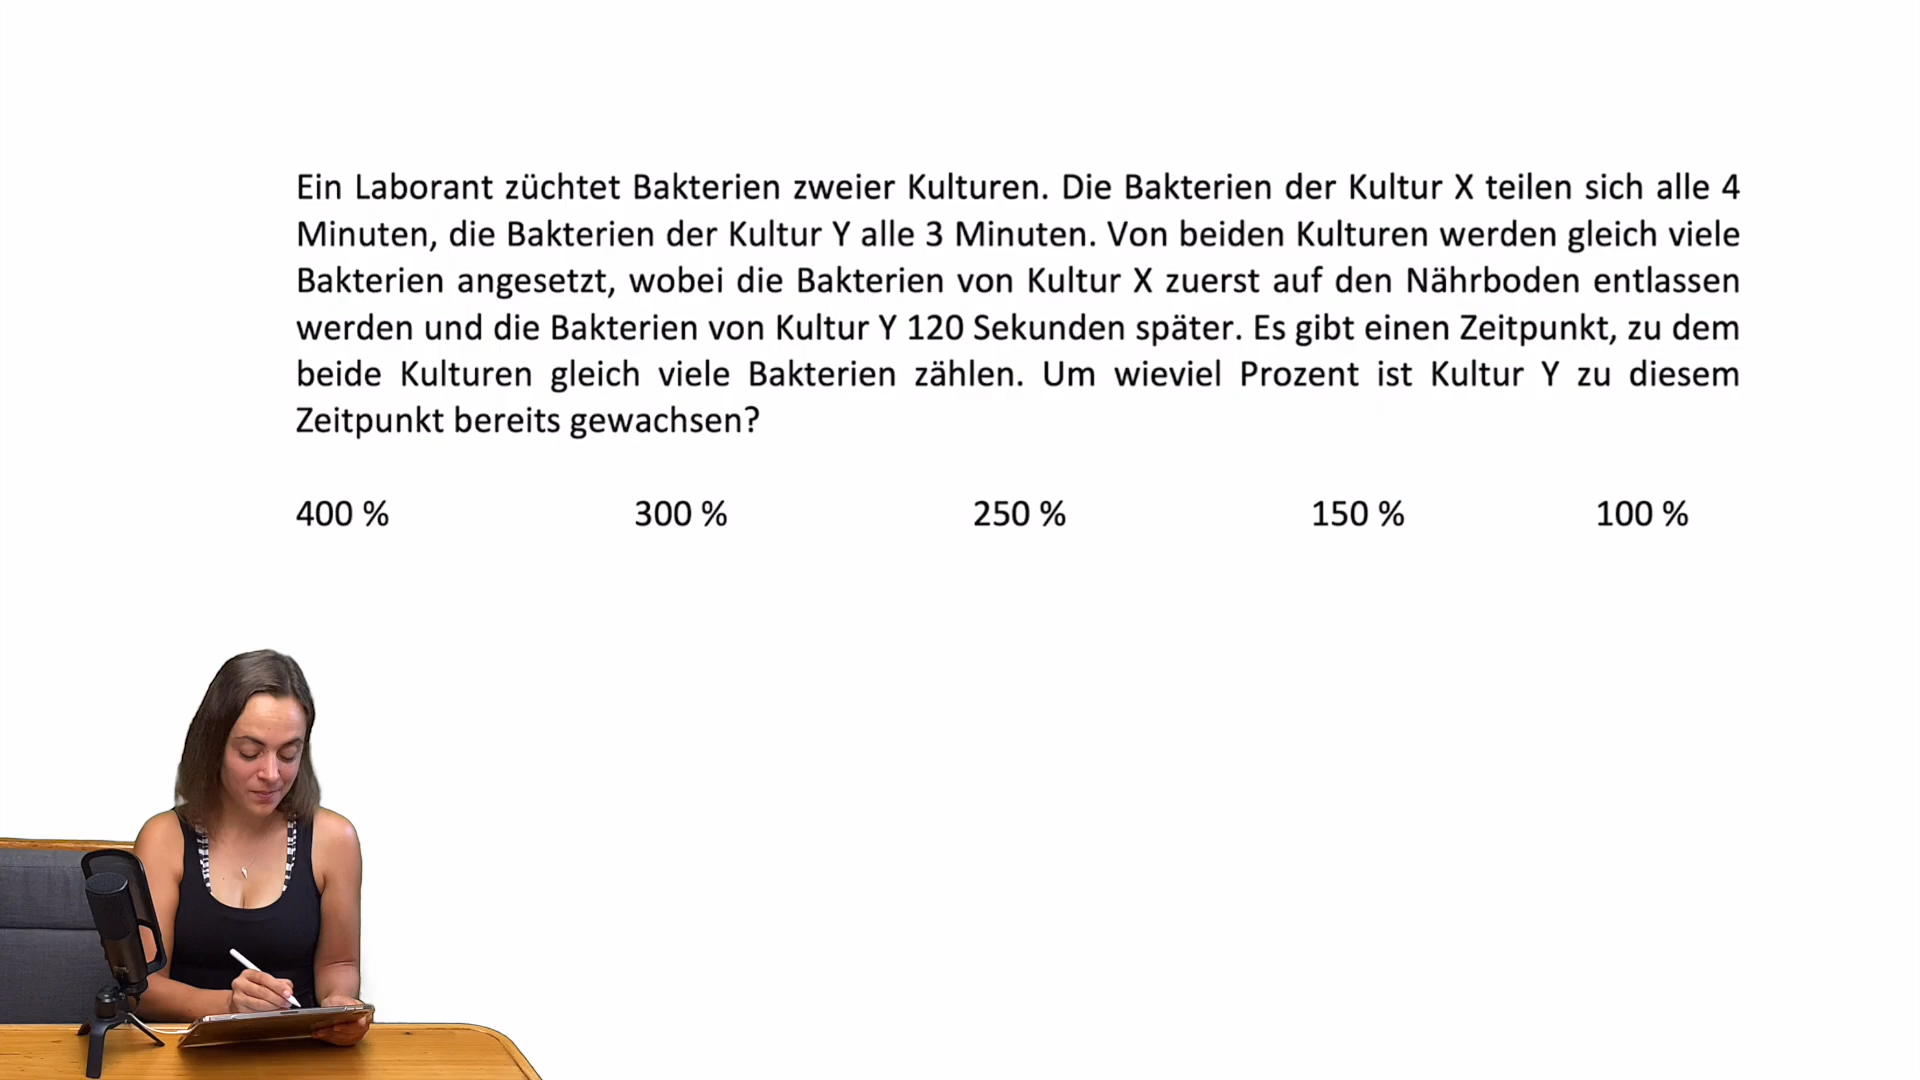 Ein Laborant züchtet Bakterien zweier Kulturen. Die Bakterien der Kultur X teilen sich alle 4
Minuten, die Bakterien der Kultur Y alle 3 Minuten. Von beiden Kulturen werden gleich viele
Bakterien angesetzt, wobei die Bakterien von Kultur X zuerst auf den Nährboden entlassen
werden und die Bakterien von Kultur Y 120 Sekunden später. Es gibt einen Zeitpunkt, zu dem
beide Kulturen gleich viele Bakterien zählen. Um wieviel Prozent ist Kultur Y zu diesem
Zeitpunkt bereits gewachsen?
400 % 300 % 250 % 150 % 100 %